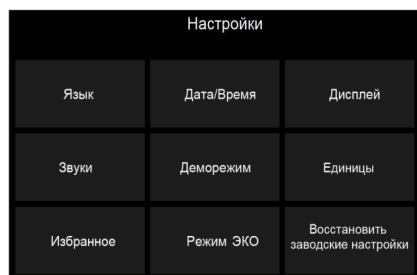 Настройки
Язык
Дата/Время
Дисплей
Звуки
Деморежим
Единицы
Избранное
Режим ЭКО
Восстановить
заводские настройки